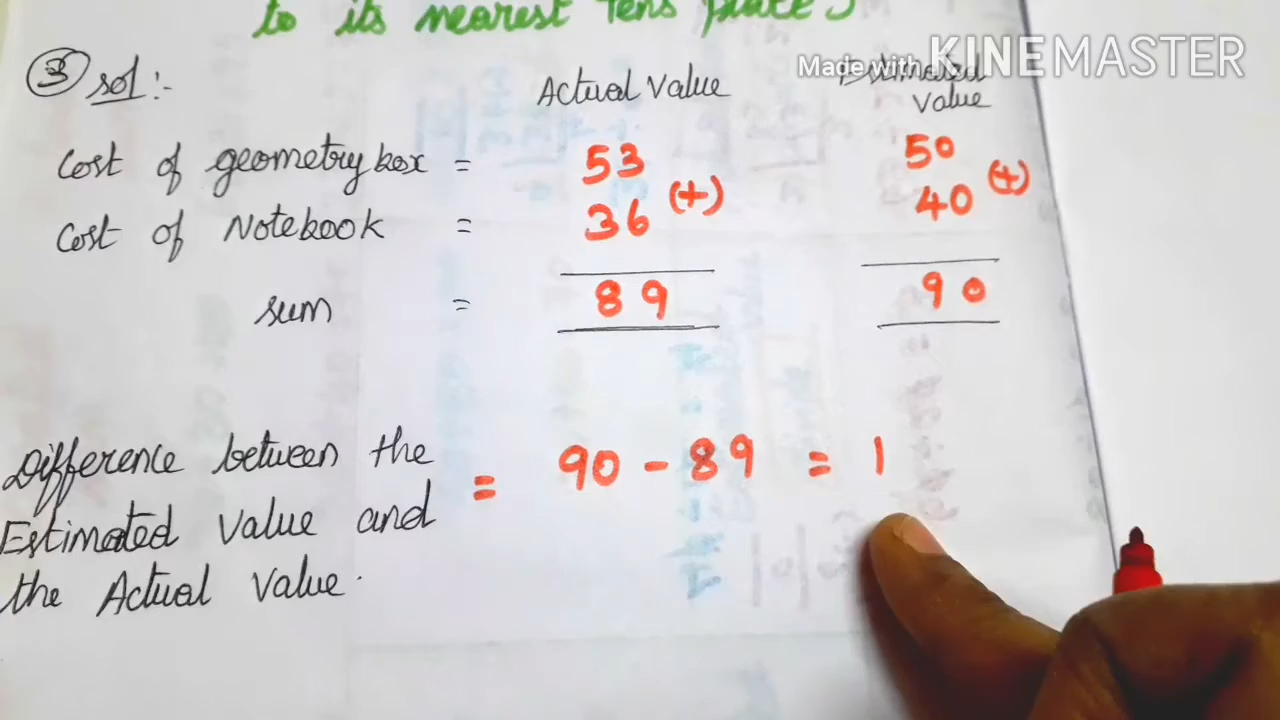 to its nearest Tens place)
Made with KINEMASTER
③ Sol:-
Actual Value
Estimated
Value
Cost of geometry box = 53 50
(+) (+)
Cost of Notebook = 36 40
Sum = 89 90
Difference between the
= 90 - 89 = 1
Estimated Value and
the Actual Value.